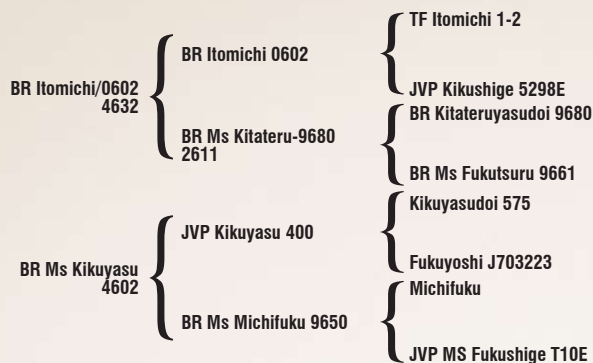 TF Itomichi 1-2
BR Itomichi 0602
JVP Kikushige 5298E
BR Itomichi/0602
4632
BR Kitateruyasudoi 9680
BR Ms Kitateru-9680
2611
BR Ms Fukutsuru 9661
Kikuyasudoi 575
JVP Kikuyasu 400
Fukuyoshi J703223
BR Ms Kikuyasu
4602
Michifuku
BR Ms Michifuku 9650
JVP MS Fukushige T10E